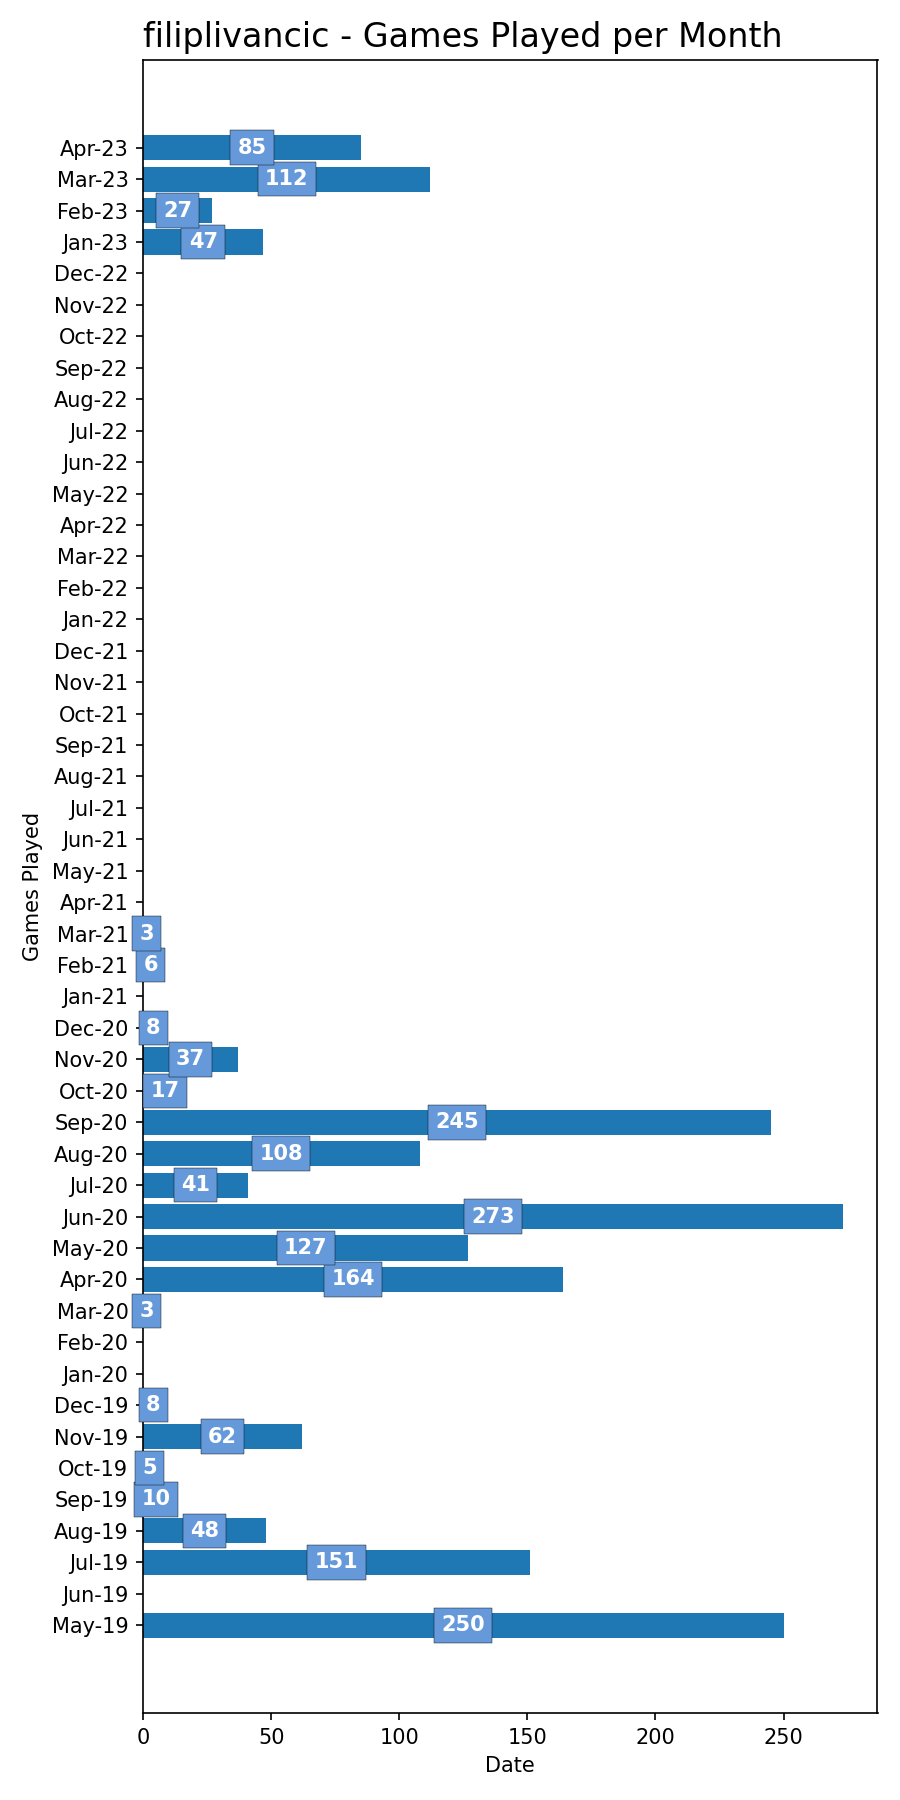 filiplivancic - Games Played per Month
Apr-23 85
Mar-23 112
Feb-23 27
Jan-23 47
Dec-22
Nov-22
Oct-22
Sep-22
Aug-22
Jul-22
Jun-22
May-22
Apr-22
Mar-22
Feb-22
Jan-22
Dec-21
Nov-21
Oct-21
Sep-21
Aug-21
Jul-21
Jun-21
May-21
Apr-21
Mar-21 3
Feb-21 6
Jan-21
Dec-20 8
Nov-20 37
Oct-20 17
Sep-20 245
Aug-20 108
Jul-20 41
Jun-20 273
May-20 127
Apr-20 164
Mar-20 3
Feb-20
Jan-20
Dec-19 8
Nov-19 62
Oct-19 5
Sep-19 10
Aug-19 48
Jul-19 151
Jun-19
May-19 250
Games Played
0 50 100 150 200 250
Date